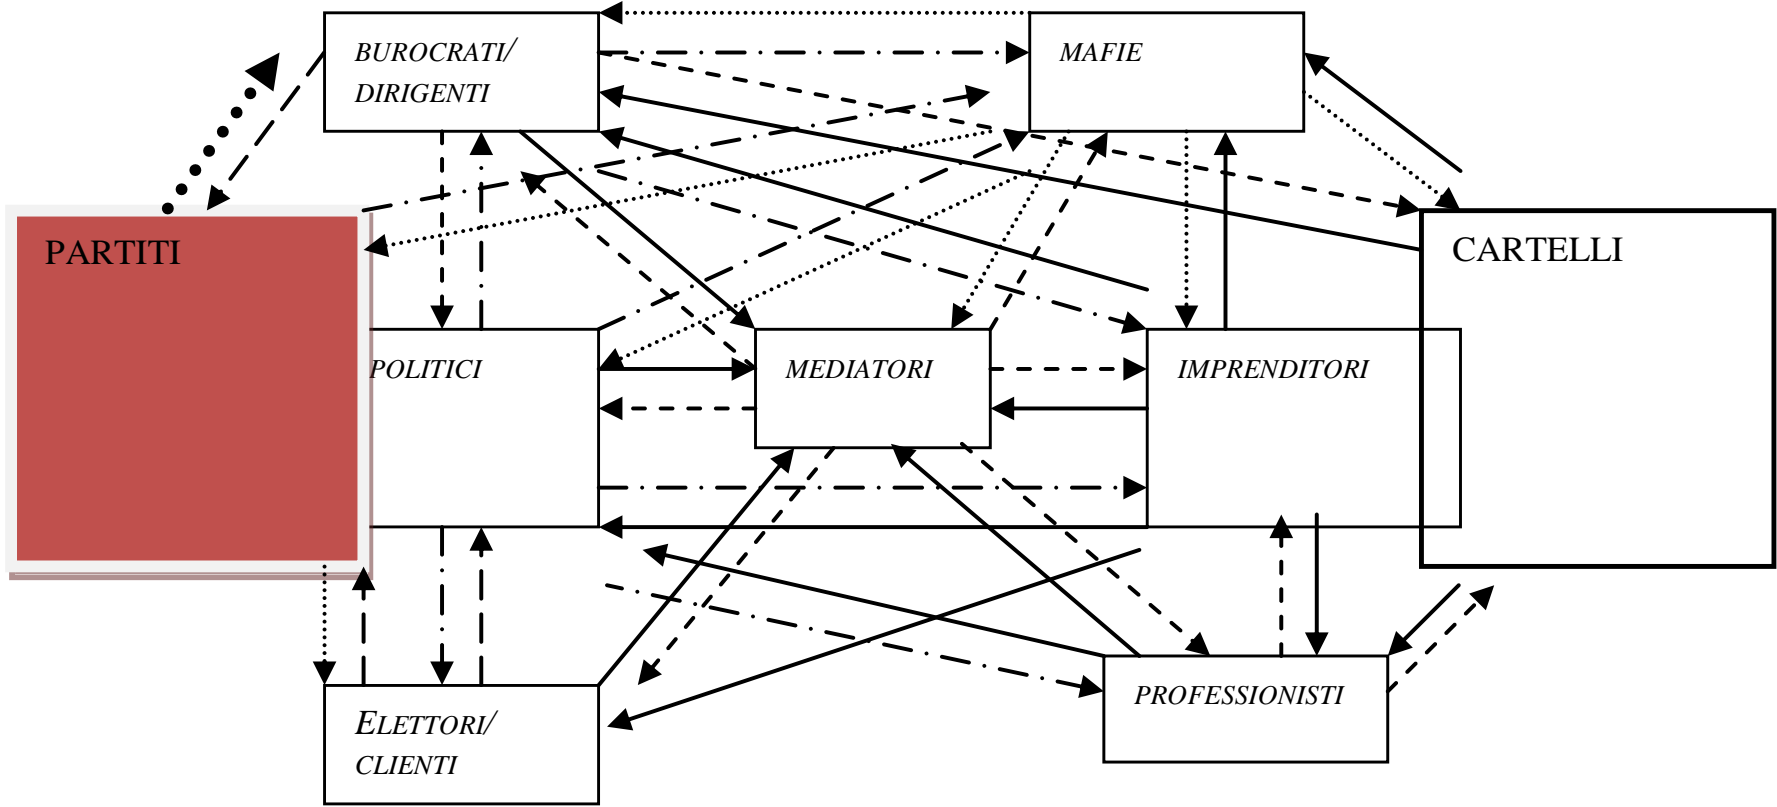 BUROCRATI/
DIRIGENTI
MAFIE
PARTITI
CARTELLI
POLITICI
MEDIATORI
IMPRENDITORI
PROFESSIONISTI
ELETTORI/
CLIENTI